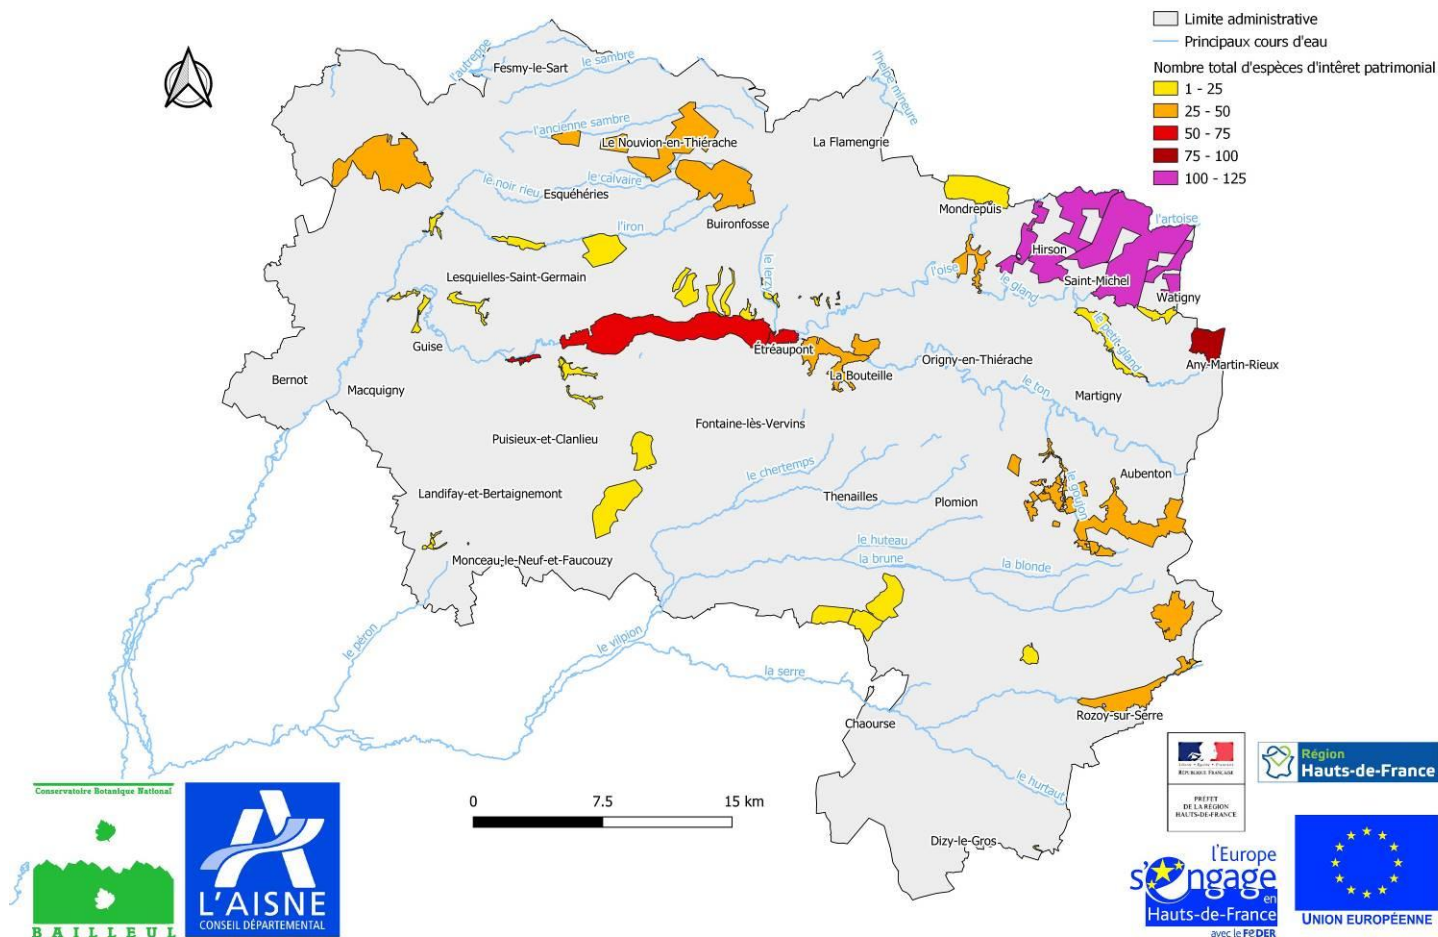 Limite administrative
Principaux cours d'eau
Nombre total d'espèces d'intêret patrimonial
1 - 25
25 - 50
50 - 75
75 - 100
100 - 125
l'autreppe
Fesmy-le-Sart
le sambre
l'helpe mineure
l'ancienne sambre
Le Nouvion-en-Thiérache
La Flamengrie
le noir rieu
le calvaire
Esquéhéries
Mondrepuis
l'artoise
Buironfosse
l'iron
Hirson
le lerzy
l'oise
Lesquielles-Saint-Germain
Saint-Michel
le gland
Watigny
Guise
Étréaupont
le petit gland
Origny-en-Thiérache
Any-Martin-Rieux
La Bouteille
Bernot
Macquigny
le ton
Martigny
Fontaine-lès-Vervins
Puisieux-et-Clanlieu
le chertemps
Aubenton
Landifay-et-Bertaignemont
Thenailles
Plomion
le goujon
le huteau
la brune
Monceau-le-Neuf-et-Faucouzy
la blonde
le péron
le vilpion
la serre
Chaourse
Rozoy-sur-Serre
le hurtaut
Dizy-le-Gros
0
7.5
15 km
Conservatoire Botanique National
BAILLEUL
L'AISNE
CONSEIL DÉPARTEMENTAL
RÉPUBLIQUE FRANÇAISE
PRÉFET
DE LA RÉGION
HAUTS-DE-FRANCE
Région
Hauts-de-France
l'Europe
s'engage
en
Hauts-de-France
avec le FEDER
UNION EUROPÉENNE